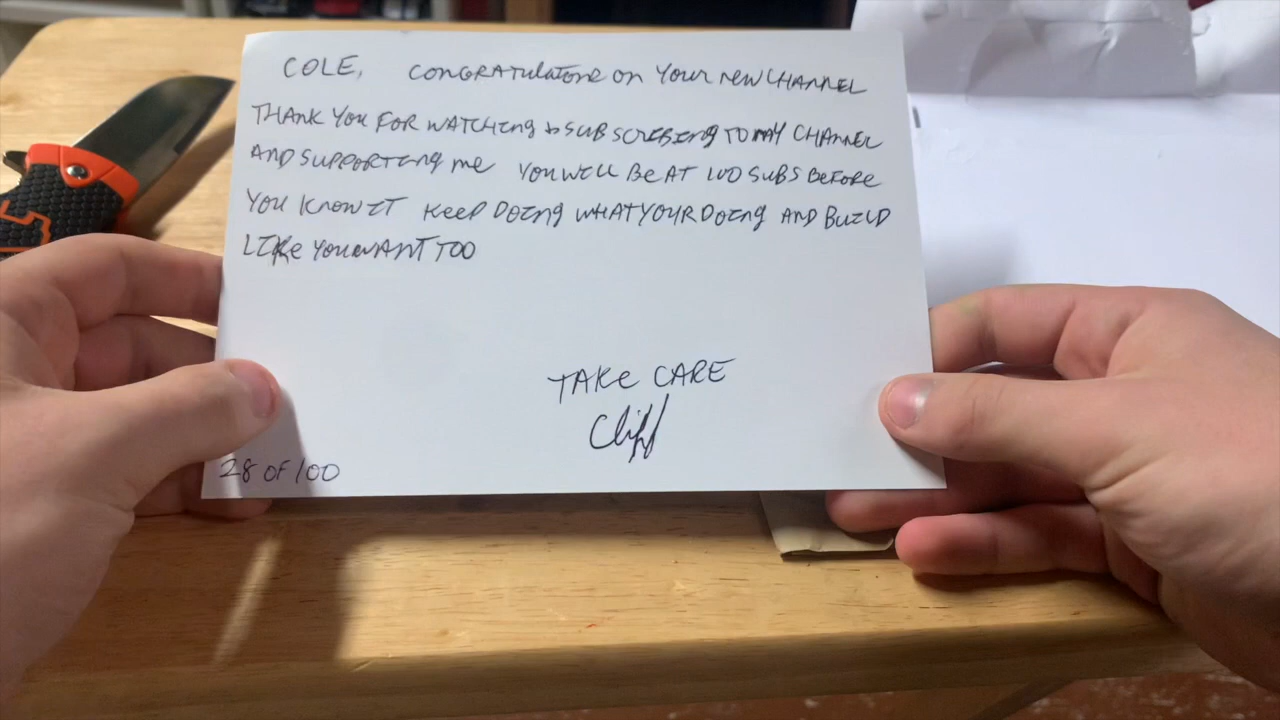 COLE, CONGRATULATIONS ON YOUR NEW CHANNEL
THANK YOU FOR WATCHING & SUBSCRIBING TO MY CHANNEL
AND SUPPORTING ME YOU WILL BE AT 100 SUBS BEFORE
YOU KNOW IT KEEP DOING WHAT YOUR DOING AND BUILD
LIKE YOU WANT TOO
TAKE CARE
Cliff
28 OF 100